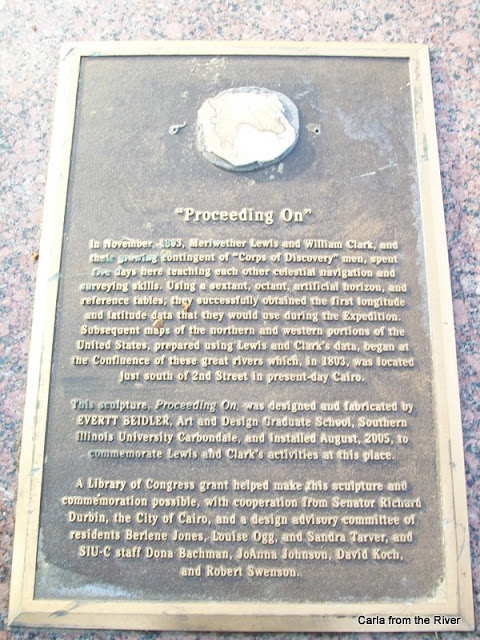 "Proceeding On"
In November, 1803, Meriwether Lewis and William Clark, and
their growing contingent of "Corps of Discovery" men, spent
five days here teaching each other celestial navigation and
surveying skills. Using a sextant, octant, artificial horizon, and
reference tables, they successfully obtained the first longitude
and latitude data that they would use during the Expedition.
Subsequent maps of the northern and western portions of the
United States, prepared using Lewis and Clark's data, began at
the Confluence of these great rivers which, in 1803, was located
just south of 2nd Street in present-day Cairo.
This sculpture, Proceeding On, was designed and fabricated by
EVERTT BEIDLER, Art and Design Graduate School, Southern
Illinois University Carbondale, and installed August, 2005, to
commemorate Lewis and Clark's activities at this place.
A Library of Congress grant helped make this sculpture and
commemoration possible, with cooperation from Senator Richard
Durbin, the City of Cairo, and a design advisory committee of
residents Berlene Jones, Louise Ogg, and Sandra Tarver, and
SIU-C staff Dona Bachman, JoAnna Johnson, David Koch,
and Robert Swenson.
Carla from the River